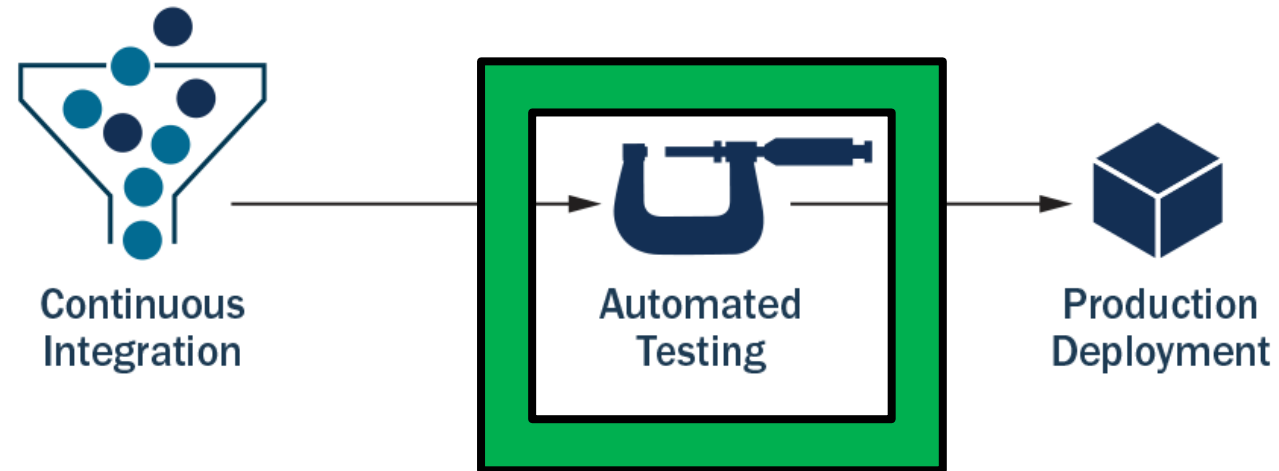 Continuous
Integration
Automated
Testing
Production
Deployment